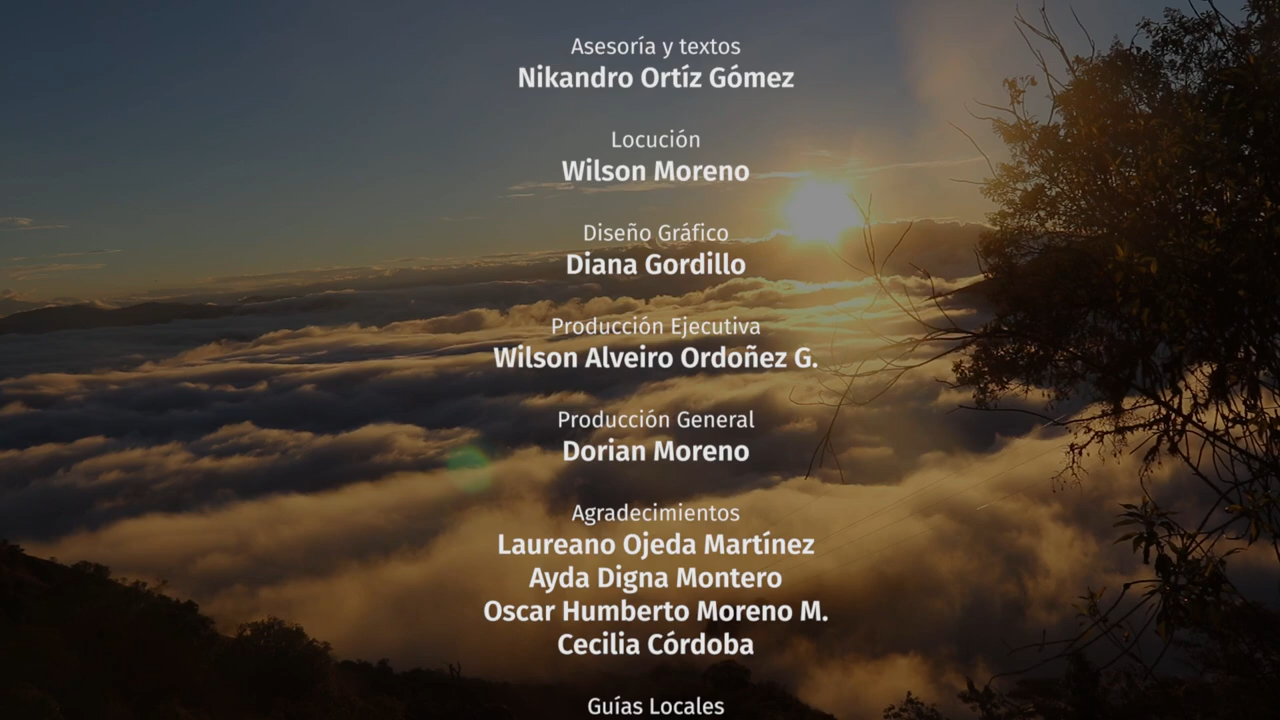 Asesoría y textos
Nikandro Ortíz Gómez
Locución
Wilson Moreno
Diseño Gráfico
Diana Gordillo
Producción Ejecutiva
Wilson Alveiro Ordoñez G.
Producción General
Dorian Moreno
Agradecimientos
Laureano Ojeda Martínez
Ayda Digna Montero
Oscar Humberto Moreno M.
Cecilia Córdoba
Guías Locales